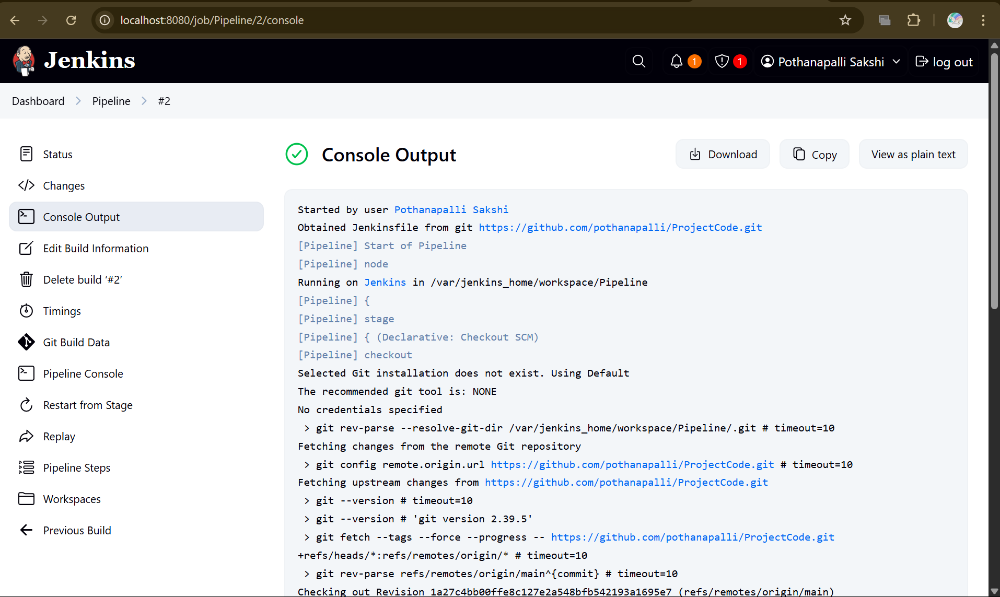 localhost:8080/job/Pipeline/2/console
Jenkins
1
1
Pothanapalli Sakshi
log out
Dashboard
Pipeline
#2
Status
Changes
Console Output
Edit Build Information
Delete build ‘#2’
Timings
Git Build Data
Pipeline Console
Restart from Stage
Replay
Pipeline Steps
Workspaces
Previous Build
Console Output
Download
Copy
View as plain text
Started by user Pothanapalli Sakshi
Obtained Jenkinsfile from git https://github.com/pothanapalli/ProjectCode.git
[Pipeline] Start of Pipeline
[Pipeline] node
Running on Jenkins in /var/jenkins_home/workspace/Pipeline
[Pipeline] {
[Pipeline] stage
[Pipeline] { (Declarative: Checkout SCM)
[Pipeline] checkout
Selected Git installation does not exist. Using Default
The recommended git tool is: NONE
No credentials specified
 > git rev-parse --resolve-git-dir /var/jenkins_home/workspace/Pipeline/.git # timeout=10
Fetching changes from the remote Git repository
 > git config remote.origin.url https://github.com/pothanapalli/ProjectCode.git # timeout=10
Fetching upstream changes from https://github.com/pothanapalli/ProjectCode.git
 > git --version # timeout=10
 > git --version # 'git version 2.39.5'
 > git fetch --tags --force --progress -- https://github.com/pothanapalli/ProjectCode.git
+refs/heads/*:refs/remotes/origin/* # timeout=10
 > git rev-parse refs/remotes/origin/main^{commit} # timeout=10
Checking out Revision 1a27c4bb00ffe8c127e2a548bfb542193a1695e7 (refs/remotes/origin/main)